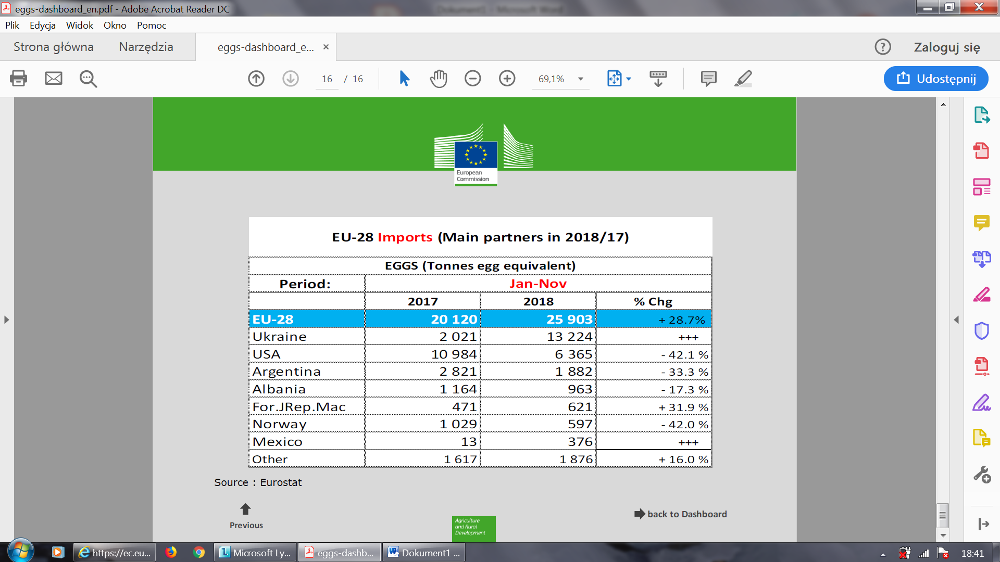 eggs-dashboard_en.pdf - Adobe Acrobat Reader DC
Dokument1 - Microsoft Word
Plik Edycja Widok Okno Pomoc
Strona główna Narzędzia eggs-dashboard_e... × Zaloguj się
16 / 16 69,1% Udostępnij
European
Commission
EU-28 Imports (Main partners in 2018/17)
EGGS (Tonnes egg equivalent)
Period: Jan-Nov
2017 2018 % Chg
EU-28 20 120 25 903 + 28.7%
Ukraine 2 021 13 224 +++
USA 10 984 6 365 - 42.1 %
Argentina 2 821 1 882 - 33.3 %
Albania 1 164 963 - 17.3 %
For.JRep.Mac 471 621 + 31.9 %
Norway 1 029 597 - 42.0 %
Mexico 13 376 +++
Other 1 617 1 876 + 16.0 %
Source : Eurostat
Previous
back to Dashboard
Agriculture
and Rural
Development
https://ec.eu... Microsoft Ly... eggs-dashb... Dokument1 ... 18:41